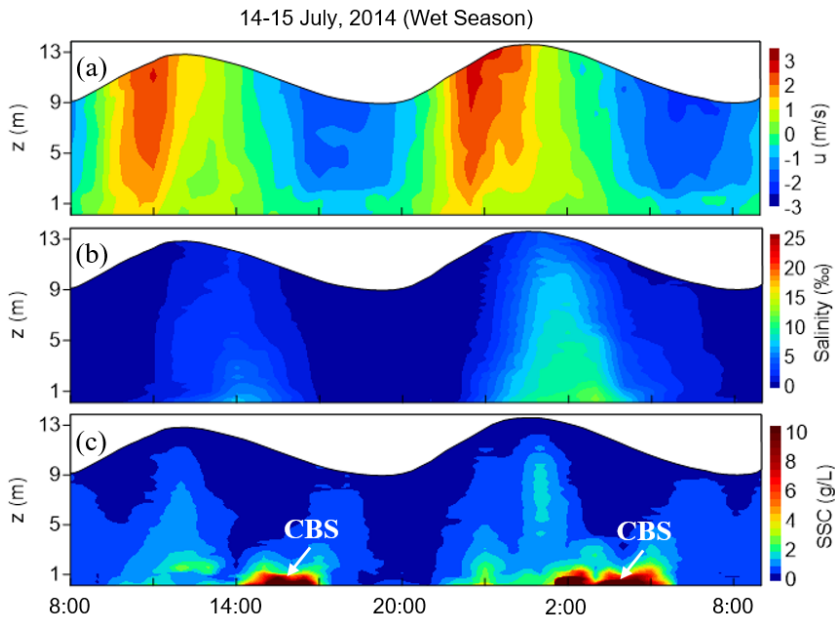 14-15 July, 2014 (Wet Season)
(a)
z (m)
13
9
5
1
3
2
1
0
-1
-2
-3
u (m/s)
(b)
z (m)
13
9
5
1
25
20
15
10
5
0
Salinity (‰)
(c)
z (m)
13
9
5
1
CBS
CBS
10
8
6
4
2
0
SSC (g/L)
8:00 14:00 20:00 2:00 8:00